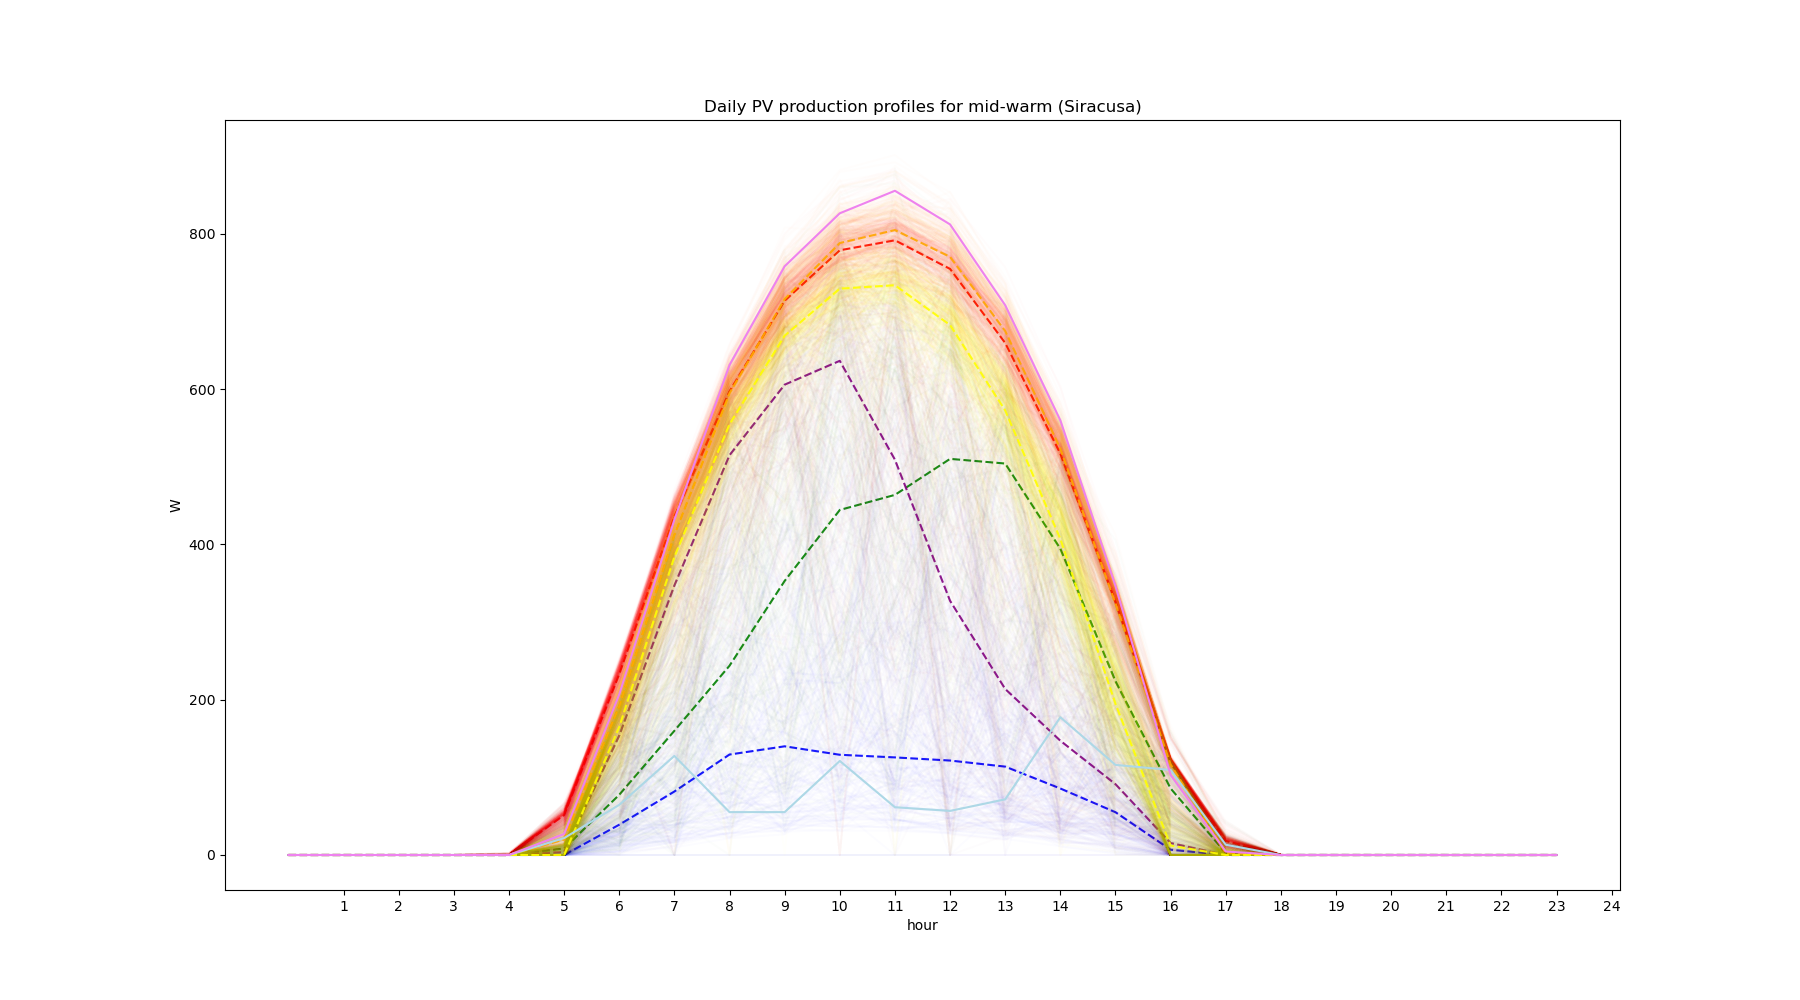 Daily PV production profiles for mid-warm (Siracusa)
800
600
400
200
0
W
1 2 3 4 5 6 7 8 9 10 11 12 13 14 15 16 17 18 19 20 21 22 23 24
hour